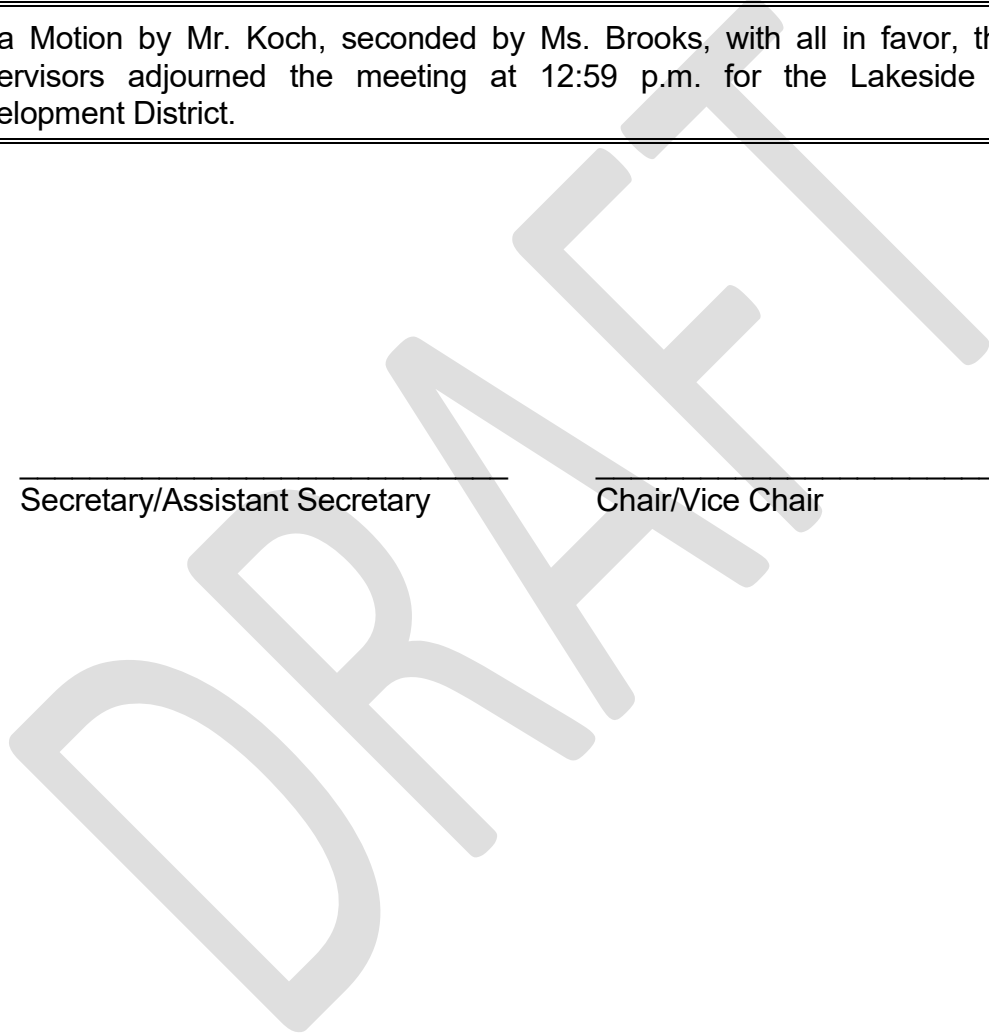 a Motion by Mr. Koch, seconded by Ms. Brooks, with all in favor, th
ervisors adjourned the meeting at 12:59 p.m. for the Lakeside
elopment District.
Secretary/Assistant Secretary Chair/Vice Chair
DRAFT